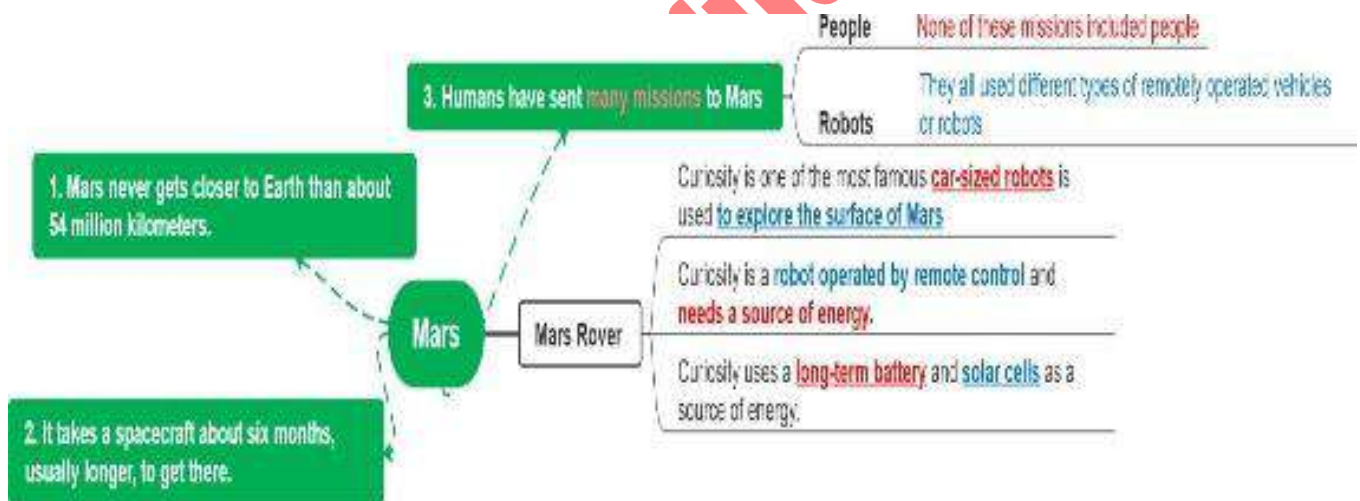 People None of these missions included people
3. Humans have sent many missions to Mars
They all used different types of remotely operated vehicles
Robots or robots
1. Mars never gets closer to Earth than about
54 million kilometers.
Curiosity is one of the most famous car-sized robots is
used to explore the surface of Mars
Curiosity is a robot operated by remote control and
needs a source of energy.
Mars
Mars Rover
Curiosity uses a long-term battery and solar cells as a
source of energy.
2. It takes a spacecraft about six months,
usually longer, to get there.